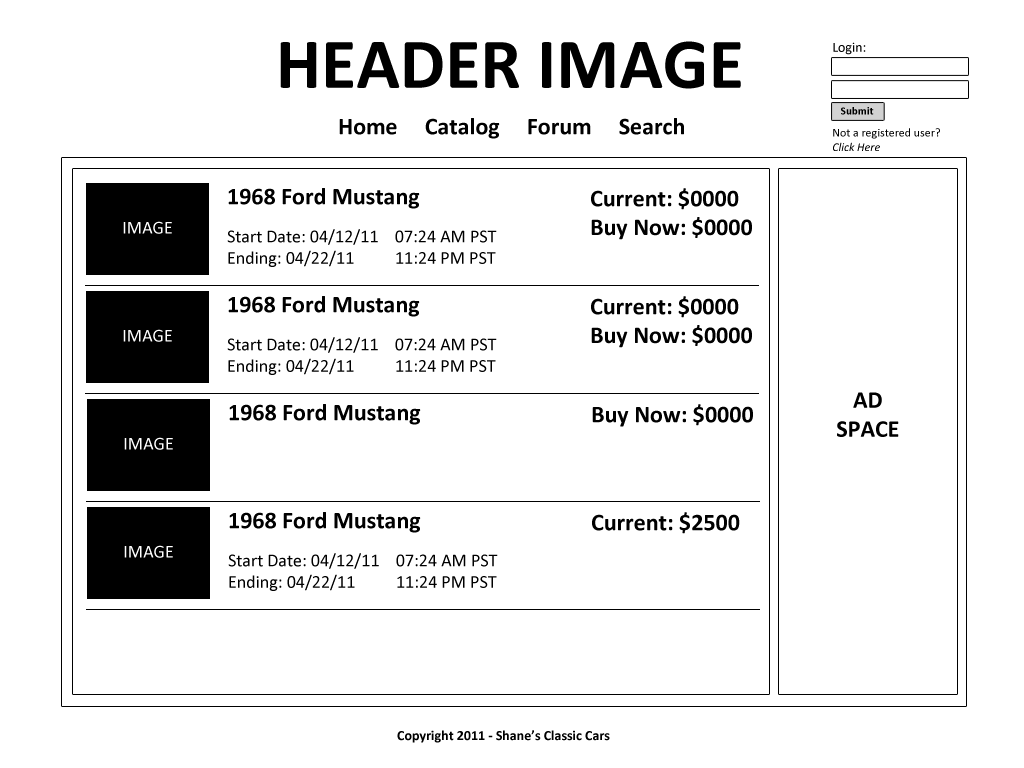 HEADER IMAGE
Login:
Submit
Not a registered user?
Click Here
Home Catalog Forum Search
IMAGE
1968 Ford Mustang
Start Date: 04/12/11 07:24 AM PST
Ending: 04/22/11 11:24 PM PST
Current: $0000
Buy Now: $0000
IMAGE
1968 Ford Mustang
Start Date: 04/12/11 07:24 AM PST
Ending: 04/22/11 11:24 PM PST
Current: $0000
Buy Now: $0000
IMAGE
1968 Ford Mustang
Buy Now: $0000
IMAGE
1968 Ford Mustang
Start Date: 04/12/11 07:24 AM PST
Ending: 04/22/11 11:24 PM PST
Current: $2500
AD
SPACE
Copyright 2011 - Shane’s Classic Cars